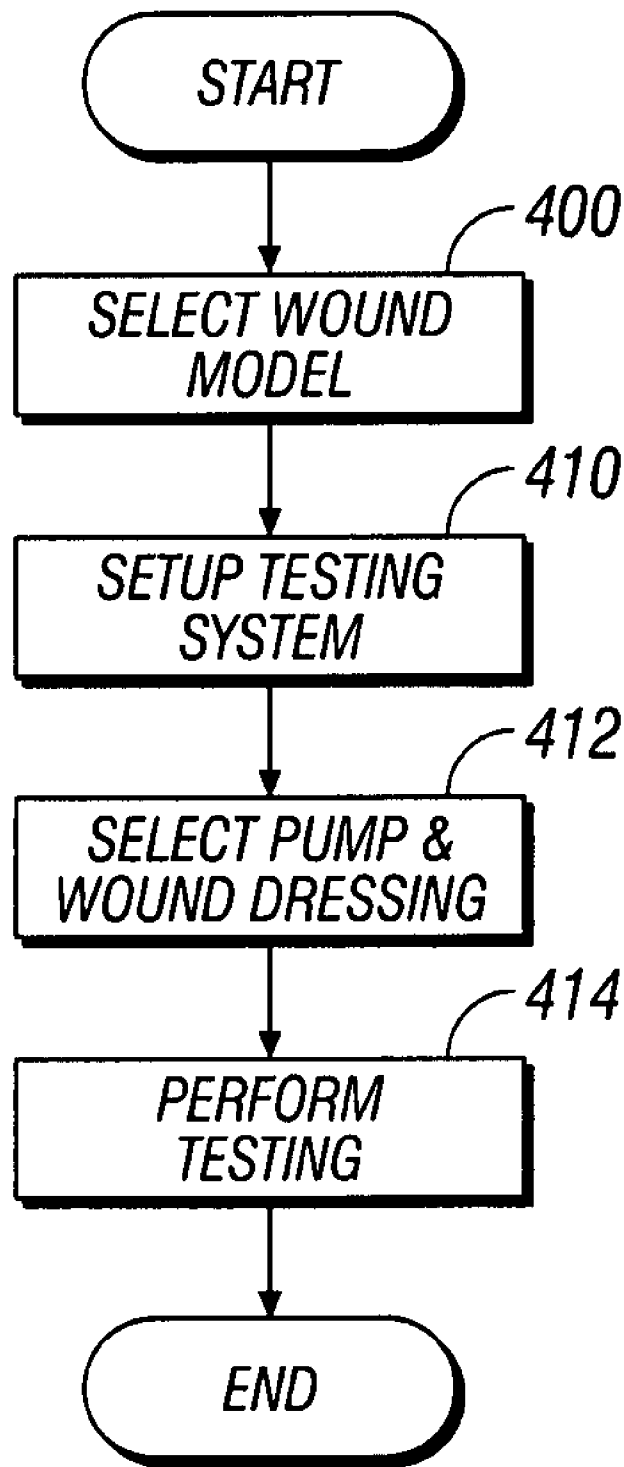 START
400
SELECT WOUND
MODEL
410
SETUP TESTING
SYSTEM
412
SELECT PUMP &
WOUND DRESSING
414
PERFORM
TESTING
END